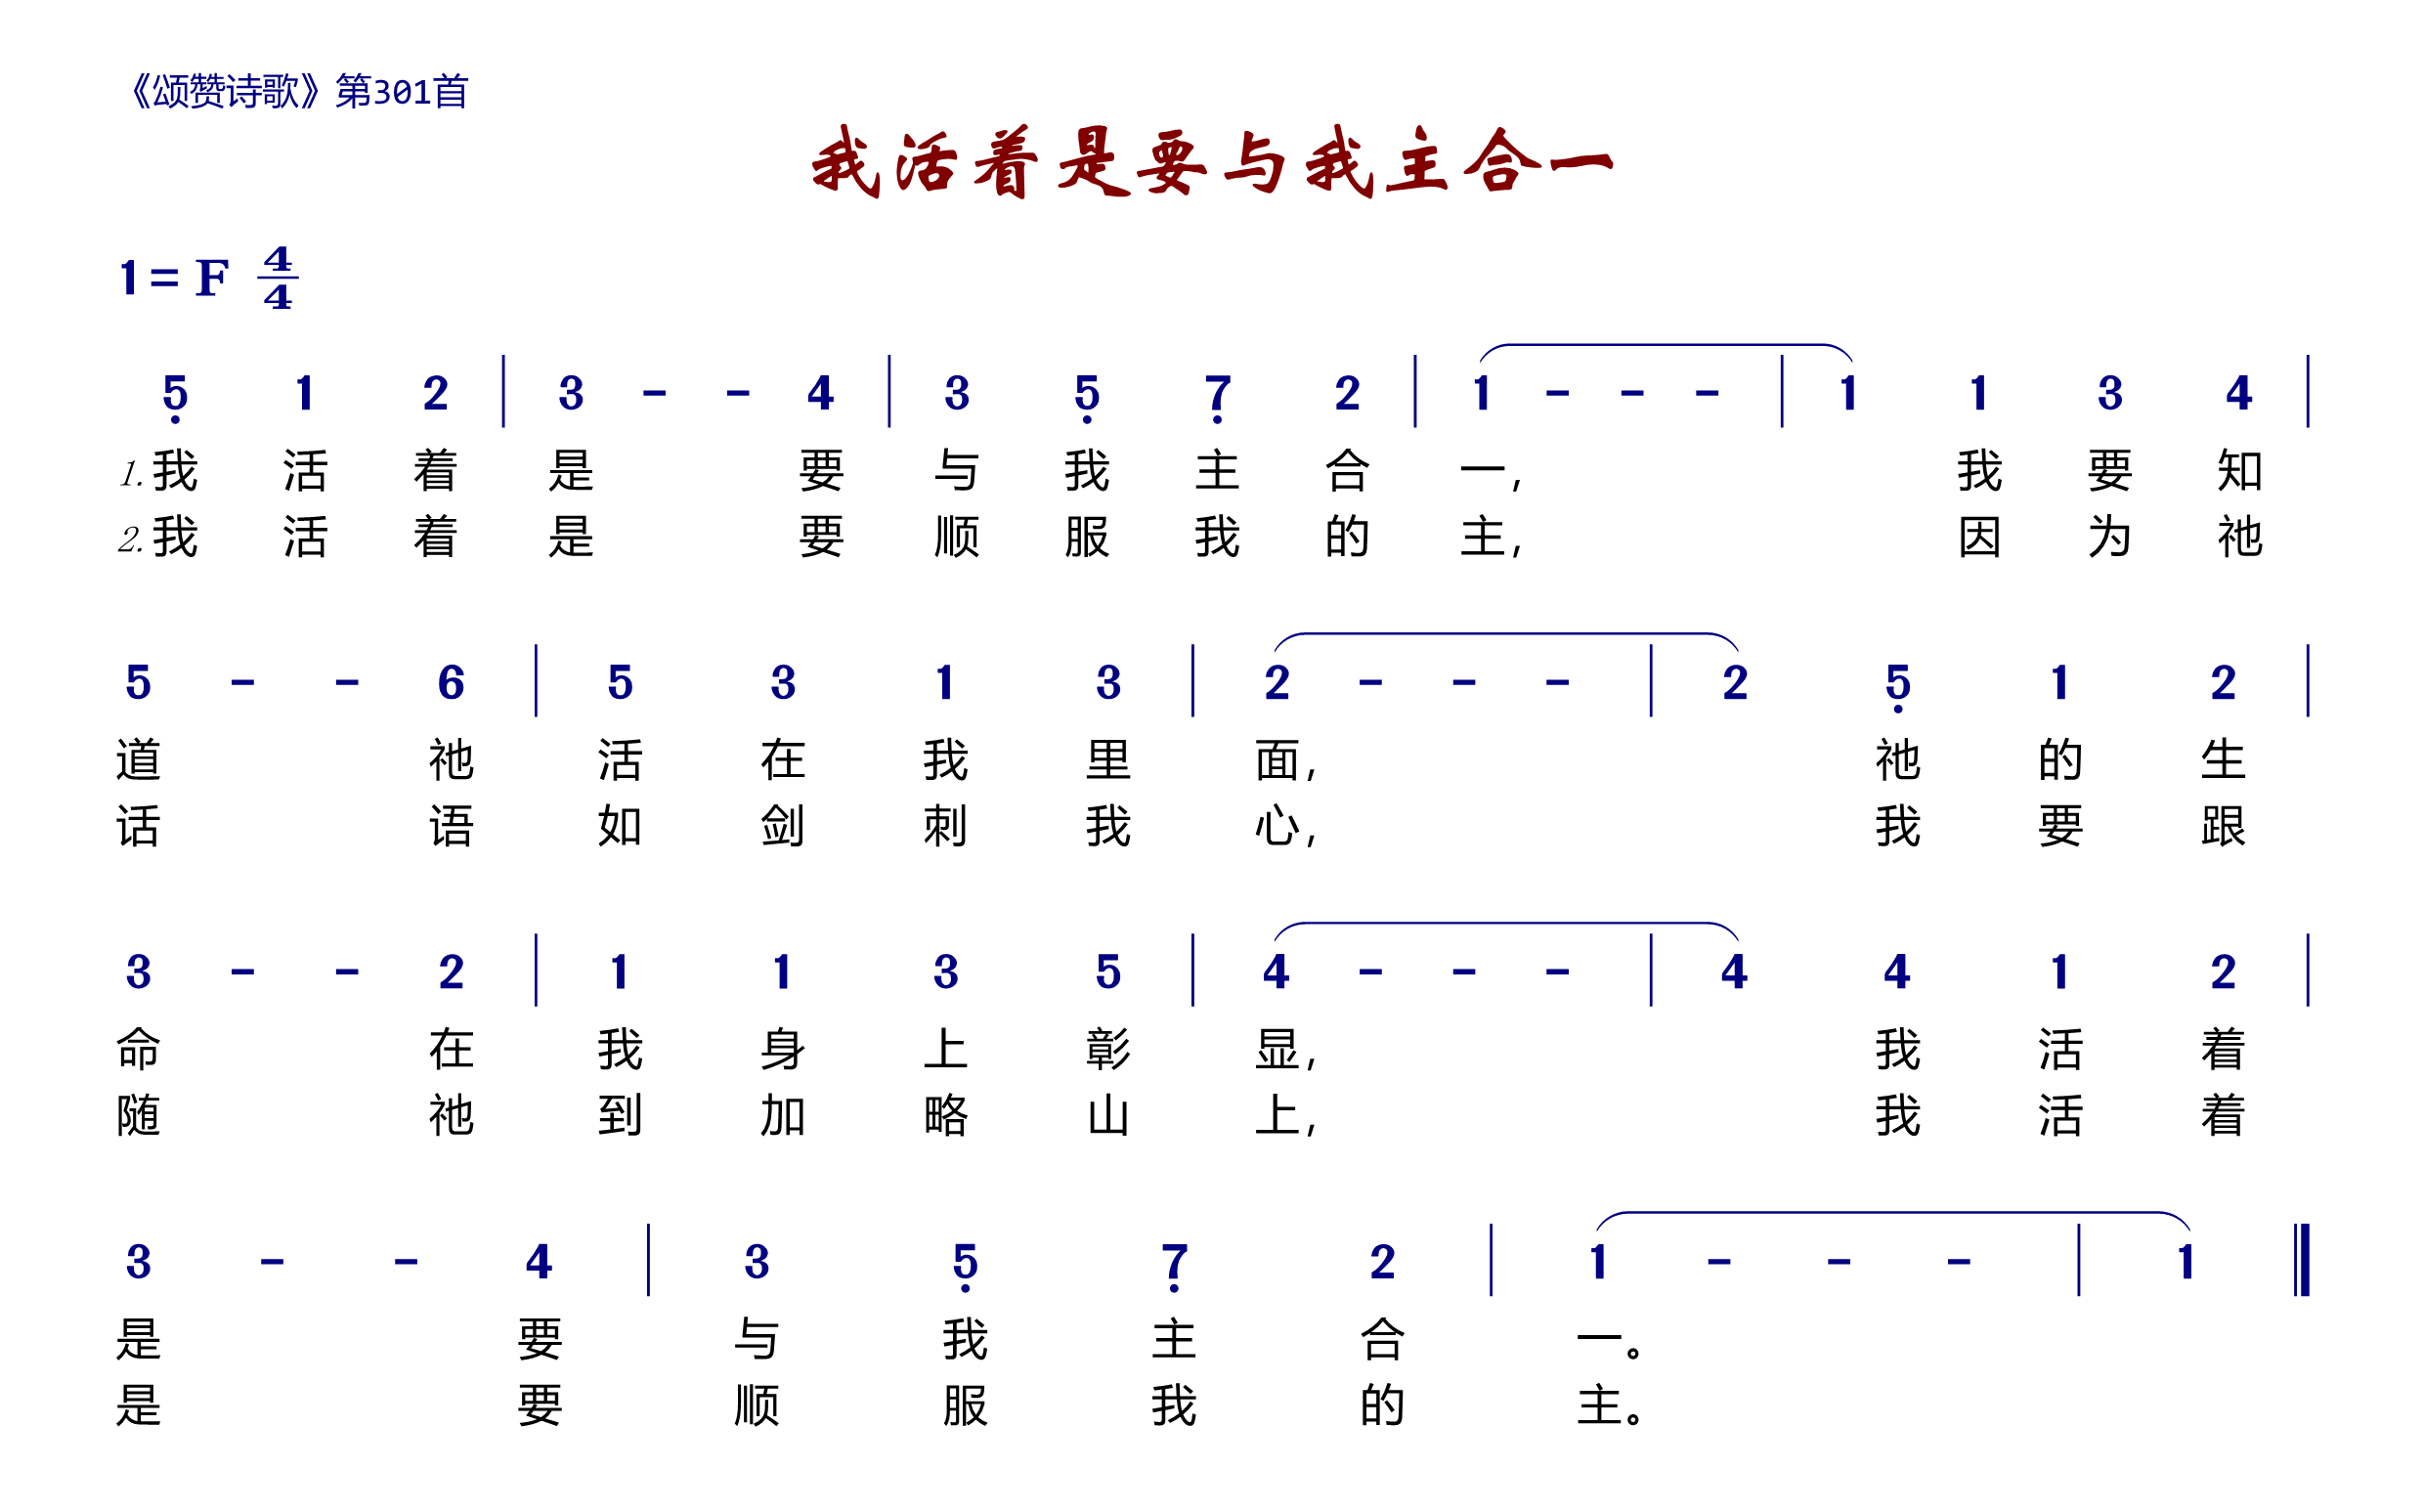 《颂赞诗歌》第301首
我活着是要与我主合一
1=F 4/4
5̣ 1 2 | 3 - - 4 | 3 5̣ 7̣ 2 | 1 - - - | 1 1 3 4 |
1.我 活 着 是 要 与 我 主 合 一, 我 要 知
2.我 活 着 是 要 顺 服 我 的 主, 因 为 祂
5 - - 6 | 5 3 1 3 | 2 - - - | 2 5̣ 1 2 |
道 祂 活 在 我 里 面, 祂 的 生
话 语 如 剑 刺 我 心, 我 要 跟
3 - - 2 | 1 1 3 5 | 4 - - - | 4 4 1 2 |
命 在 我 身 上 彰 显, 我 活 着
随 祂 到 加 略 山 上, 我 活 着
3 - - 4 | 3 5̣ 7̣ 2 | 1 - - - | 1 ‖
是 要 与 我 主 合 一。
是 要 顺 服 我 的 主。